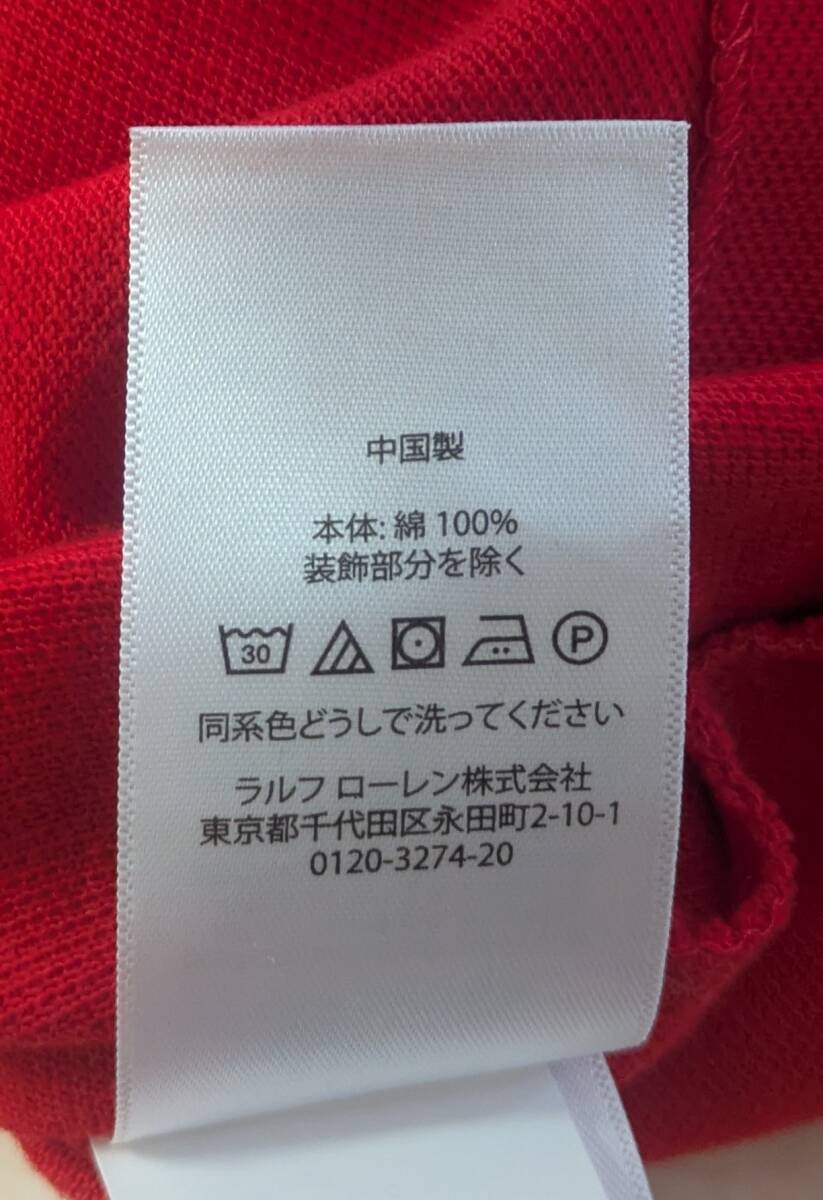 中国製
本体: 綿 100%
装飾部分を除く
30 P
同系色どうしで洗ってください
ラルフ ローレン株式会社
東京都千代田区永田町2-10-1
0120-3274-20